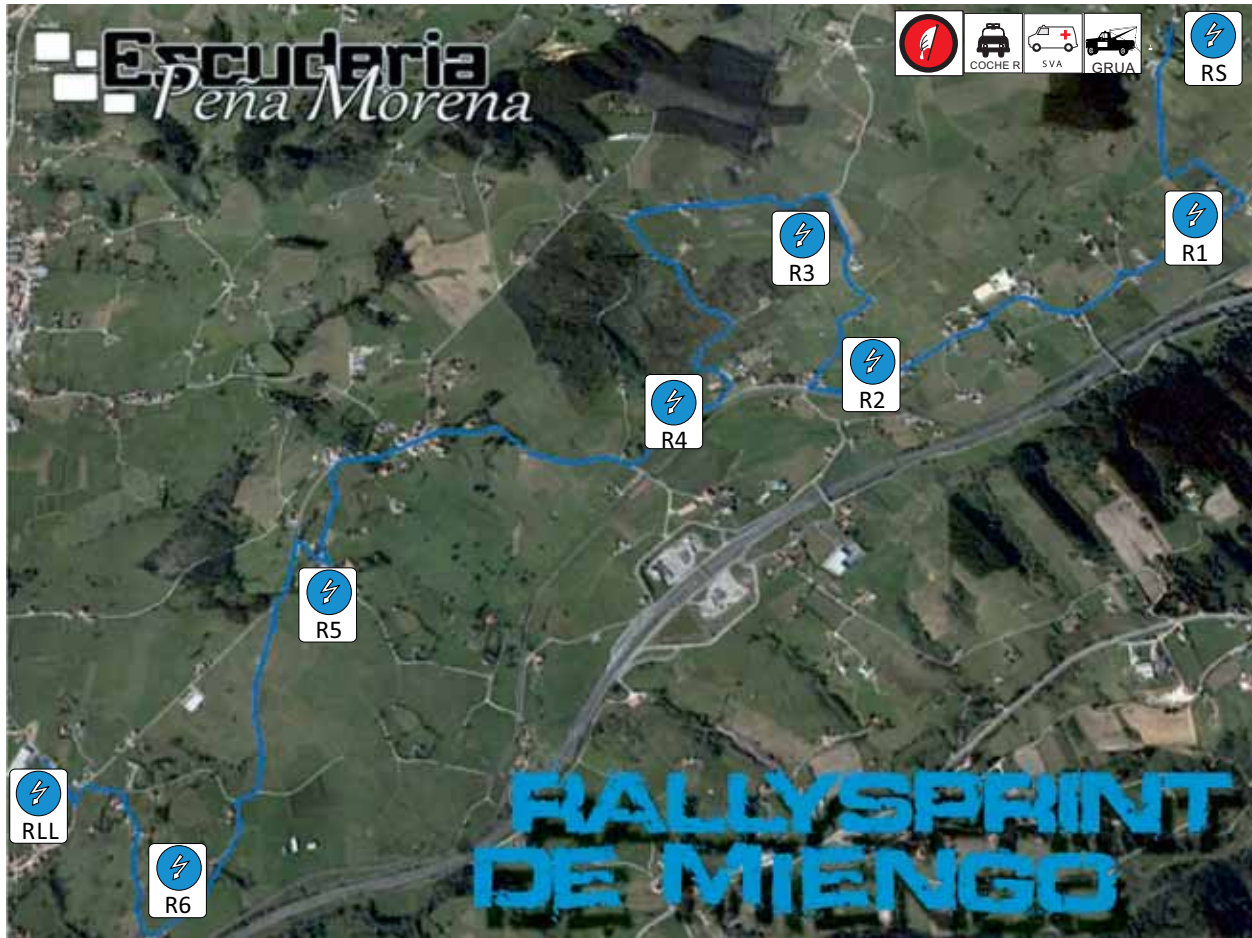 Escuderia
Peña Morena
COCHE R
SVA
GRUA
RS
R1
R3
R2
R4
R5
RLL
R6
RALLYSPRINT
DE MIENGO